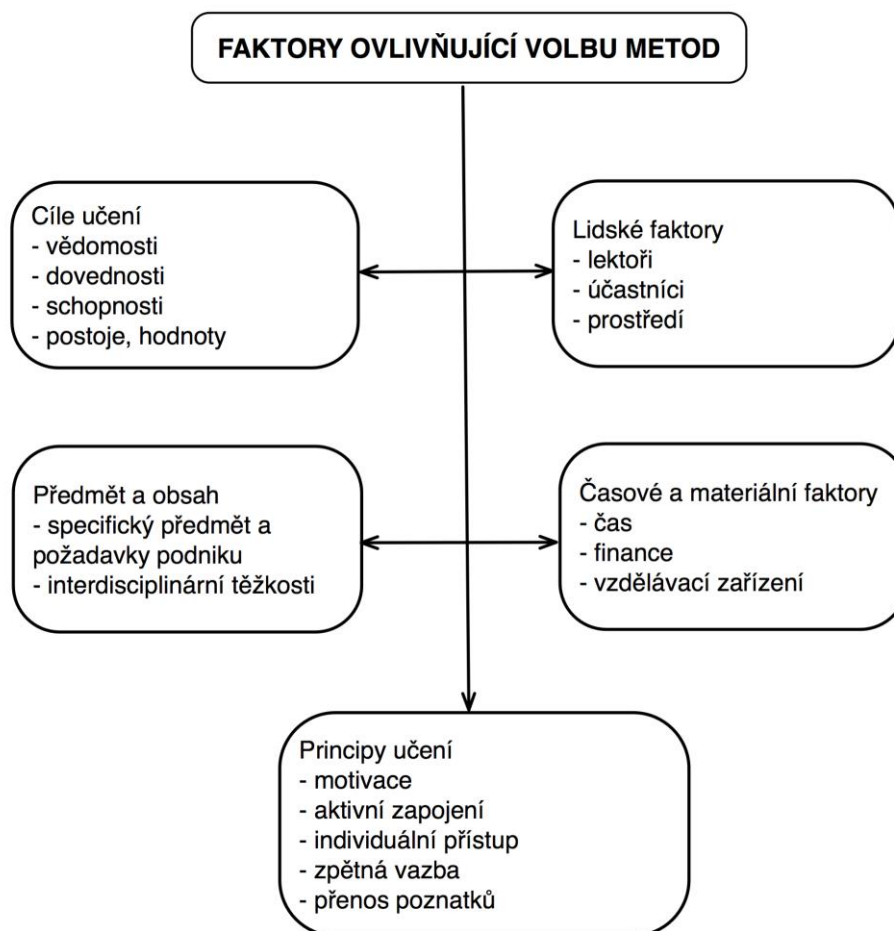 FAKTORY OVLIVŇUJÍCÍ VOLBU METOD
Cíle učení
- vědomosti
- dovednosti
- schopnosti
- postoje, hodnoty
Lidské faktory
- lektoři
- účastníci
- prostředí
Předmět a obsah
- specifický předmět a
požadavky podniku
- interdisciplinární těžkosti
Časové a materiální faktory
- čas
- finance
- vzdělávací zařízení
Principy učení
- motivace
- aktivní zapojení
- individuální přístup
- zpětná vazba
- přenos poznatků